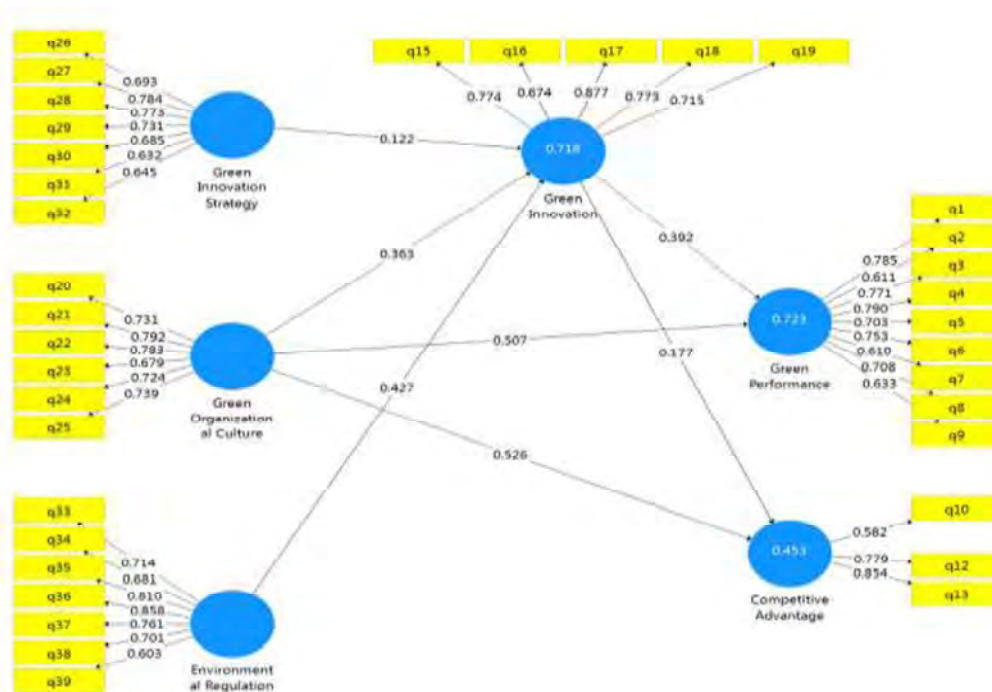 q26
q27
q28
q29
q30
q31
q32
0.693
0.784
0.773
0.731
0.685
0.632
0.645
Green
Innovation
Strategy
0.122
q15
q16
q17
q18
q19
0.774
0.674
0.877
0.773
0.715
0.718
Green
Innovation
q20
q21
q22
q23
q24
q25
0.731
0.792
0.783
0.679
0.724
0.739
Green
Organization
al Culture
0.363
0.507
0.526
0.427
0.392
0.177
q1
q2
q3
q4
q5
q6
q7
q8
q9
0.785
0.611
0.771
0.790
0.703
0.753
0.610
0.708
0.633
0.723
Green
Performance
q33
q34
q35
q36
q37
q38
q39
0.714
0.681
0.810
0.858
0.761
0.701
0.603
Environment
al Regulation
q10
q12
q13
0.582
0.779
0.854
0.453
Competitive
Advantage